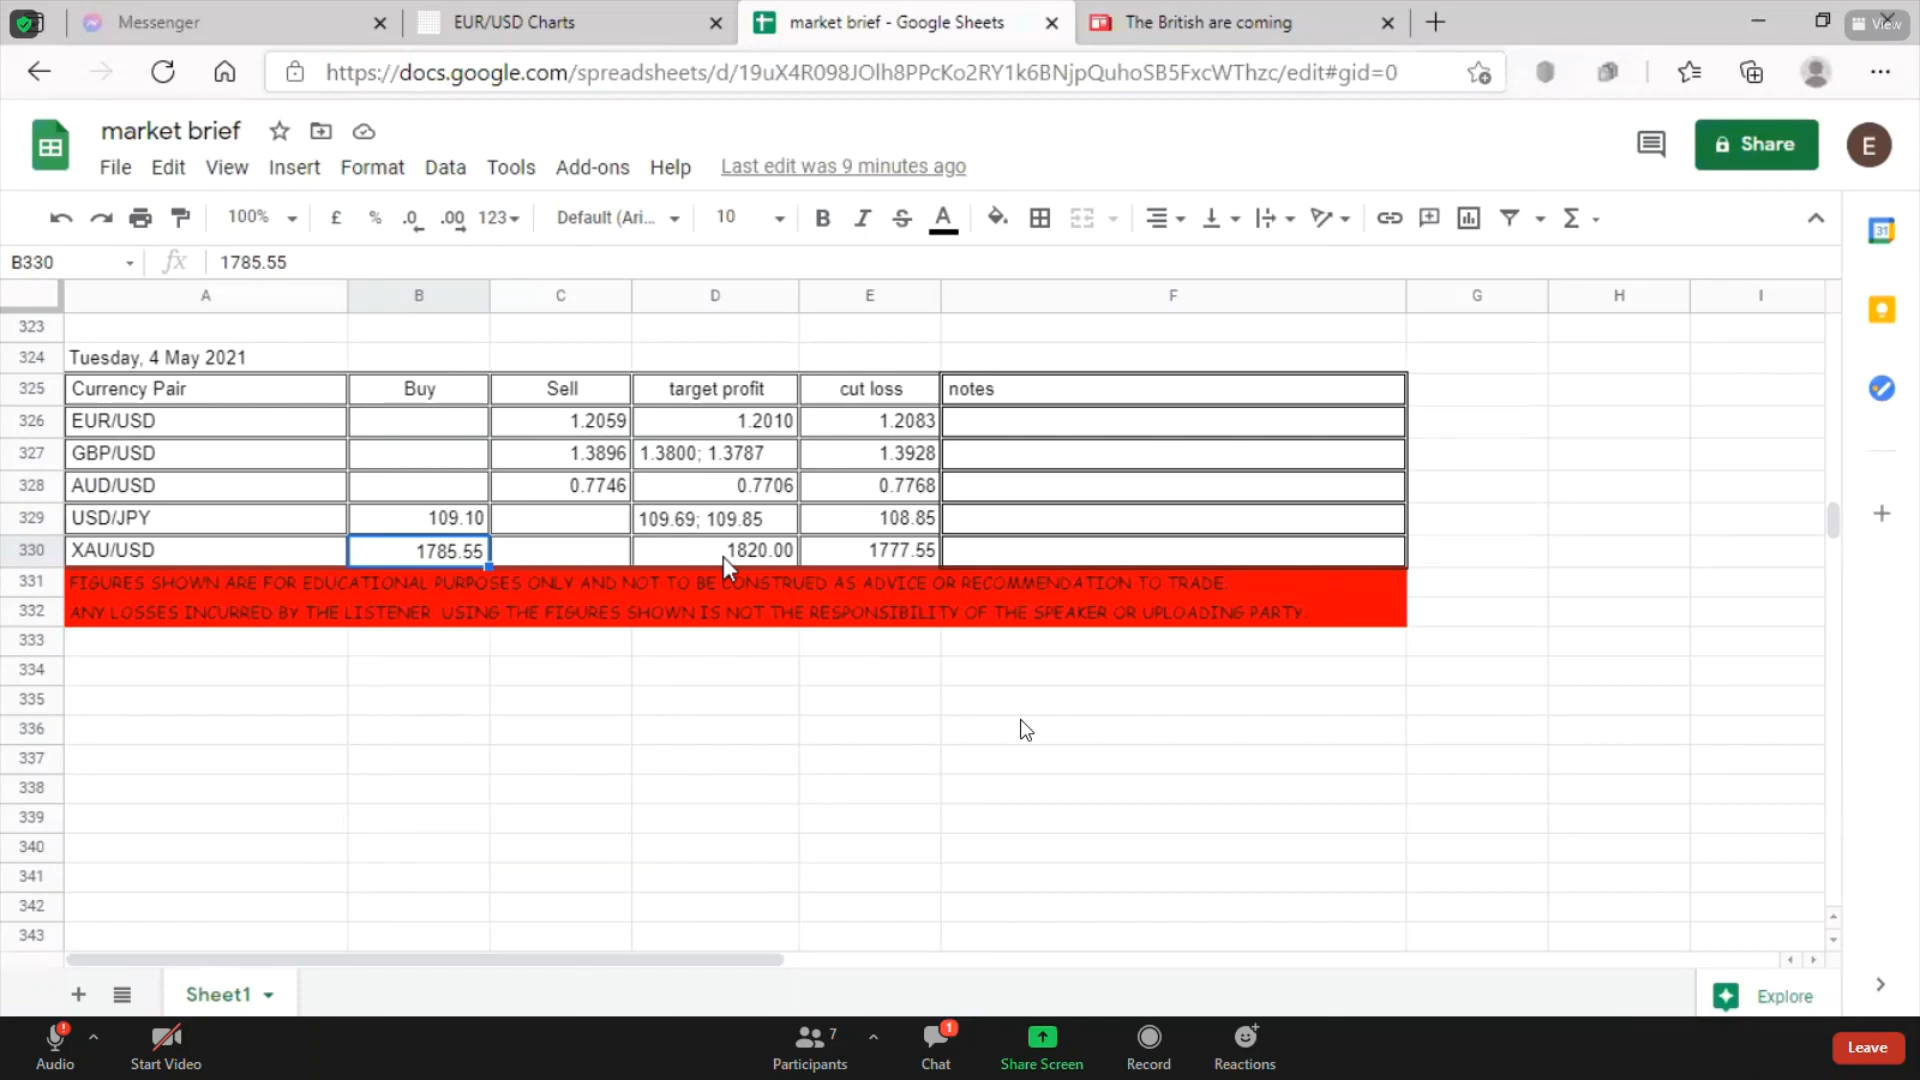 Messenger
EUR/USD Charts
market brief - Google Sheets
The British are coming
View
https://docs.google.com/spreadsheets/d/19uX4R098JOlh8PPcKo2RY1k6BNjpQuhoSB5FxcWThzc/edit#gid=0
market brief
File Edit View Insert Format Data Tools Add-ons Help Last edit was 9 minutes ago
Share
E
100% £ % .0 .00 123 Default (Ari... 10 B I S A
31
B330 fx 1785.55
A B C D E F G H I
323
324 Tuesday, 4 May 2021
325 Currency Pair Buy Sell target profit cut loss notes
326 EUR/USD 1.2059 1.2010 1.2083
327 GBP/USD 1.3896 1.3800; 1.3787 1.3928
328 AUD/USD 0.7746 0.7706 0.7768
329 USD/JPY 109.10 109.69; 109.85 108.85
330 XAU/USD 1785.55 1820.00 1777.55
331 FIGURES SHOWN ARE FOR EDUCATIONAL PURPOSES ONLY AND NOT TO BE CONSTRUED AS ADVICE OR RECOMMENDATION TO TRADE.
332 ANY LOSSES INCURRED BY THE LISTENER USING THE FIGURES SHOWN IS NOT THE RESPONSIBILITY OF THE SPEAKER OR UPLOADING PARTY.
333
334
335
336
337
338
339
340
341
342
343
Sheet1
Explore
Audio
Start Video
7
Participants
1
Chat
Share Screen
Record
Reactions
Leave